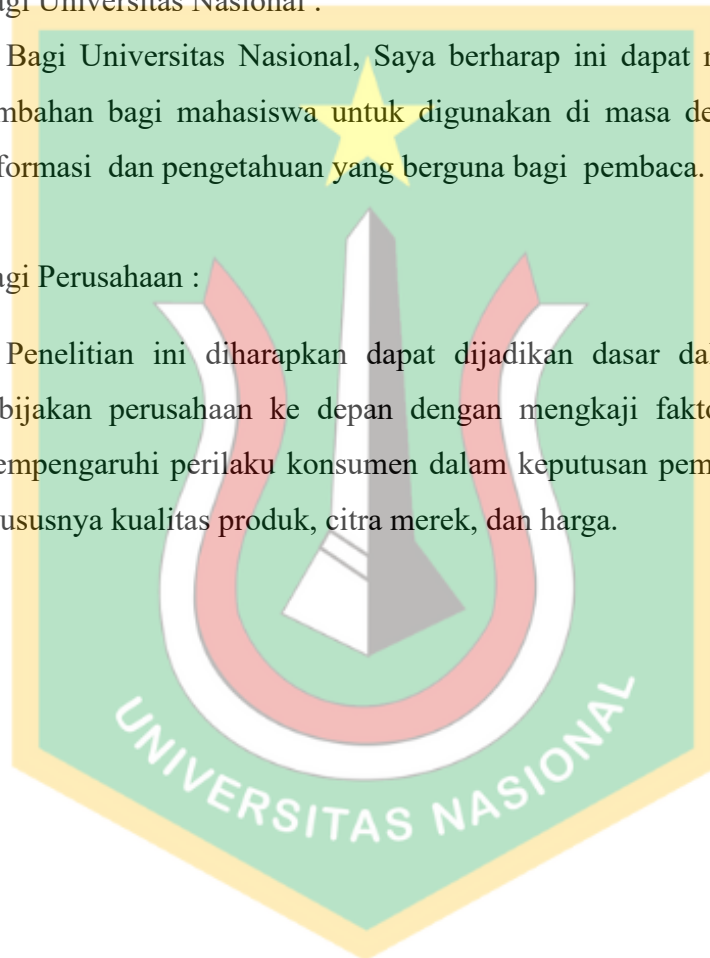 agi Universitas Nasional :
Bagi Universitas Nasional, Saya berharap ini dapat
mbahan bagi mahasiswa untuk digunakan di masa de
formasi dan pengetahuan yang berguna bagi pembaca.
agi Perusahaan :
Penelitian ini diharapkan dapat dijadikan dasar dal
bijakan perusahaan ke depan dengan mengkaji fakto
empengaruhi perilaku konsumen dalam keputusan pem
ususnya kualitas produk, citra merek, dan harga.
UNIVERSITAS NASIONAL